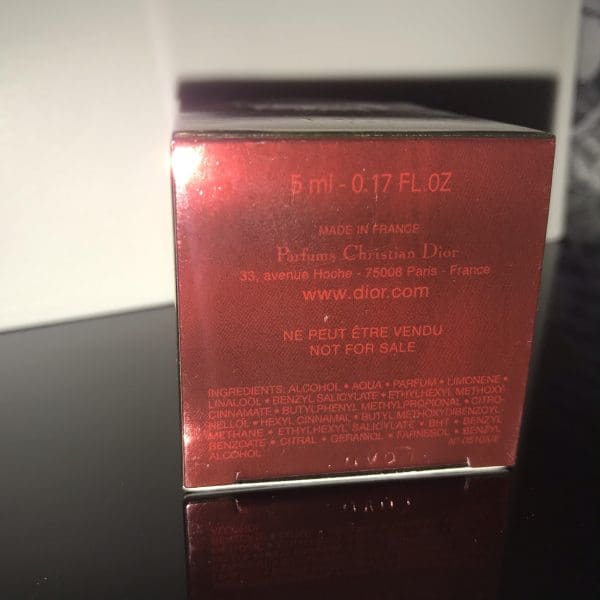 5 ml - 0.17 FL.OZ
MADE IN FRANCE
Parfums Christian Dior
33, avenue Hoche - 75008 Paris - France
www.dior.com
NE PEUT ÊTRE VENDU
NOT FOR SALE
INGREDIENTS: ALCOHOL • AQUA • PARFUM • LIMONENE •
LINALOOL • BENZYL SALICYLATE • ETHYLHEXYL METHOXY-
CINNAMATE • BUTYLPHENYL METHYLPROPIONAL • CITRO-
NELLOL • HEXYL CINNAMAL • BUTYL METHOXYDIBENZOYL-
METHANE • ETHYLHEXYL SALICYLATE • BHT • BENZYL
BENZOATE • CITRAL • GERANIOL • FARNESOL • BENZYL
ALCOHOL